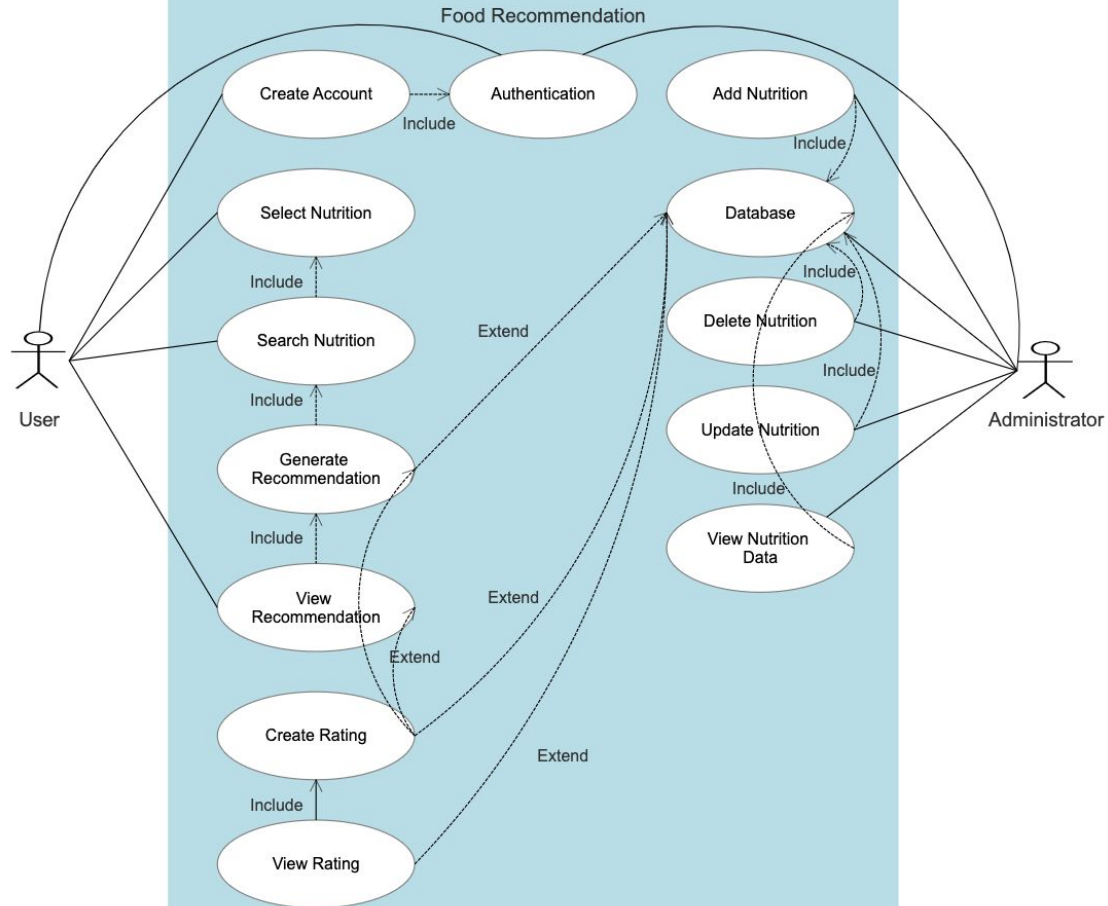 Food Recommendation
Create Account
Include
Authentication
Add Nutrition
Include
Select Nutrition
Database
Include
Include
Search Nutrition
Extend
Delete Nutrition
User
Include
Include
Administrator
Generate
Recommendation
Update Nutrition
Include
Include
View Nutrition
Data
View
Recommendation
Extend
Extend
Create Rating
Extend
Include
View Rating